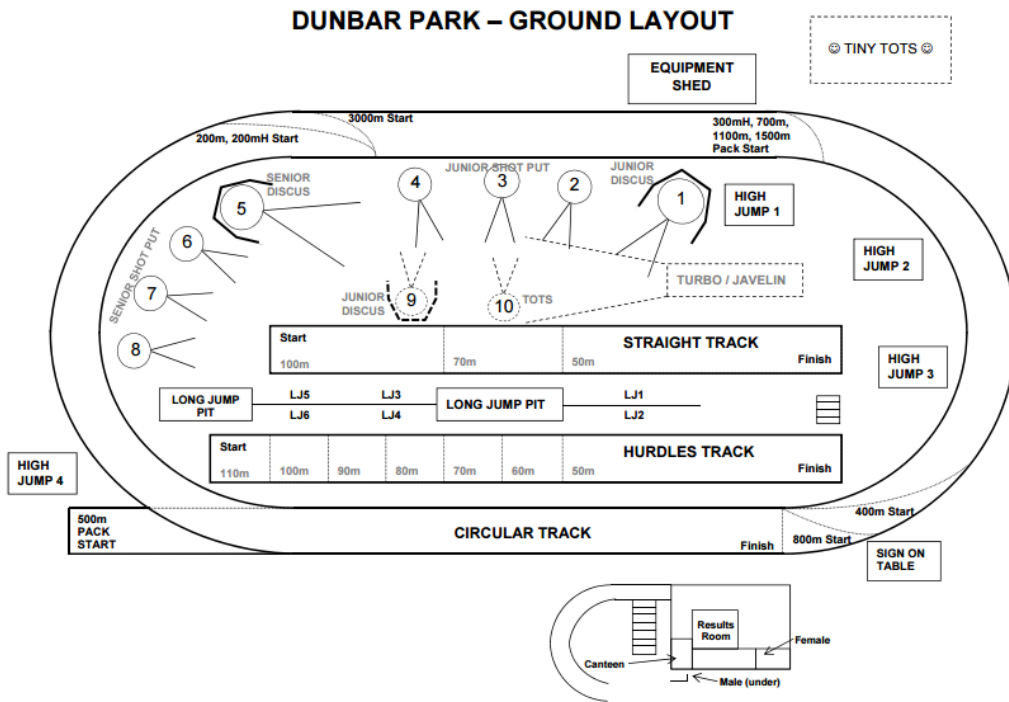 DUNBAR PARK – GROUND LAYOUT
☺ TINY TOTS ☺
EQUIPMENT
SHED
3000m Start
200m, 200mH Start
300mH, 700m,
1100m, 1500m
Pack Start
SENIOR
DISCUS
5
4
JUNIOR SHOT PUT
3
2
JUNIOR
DISCUS
1
HIGH
JUMP 1
HIGH
JUMP 2
HIGH
JUMP 3
SENIOR SHOT PUT
6
7
8
JUNIOR
DISCUS
9
10
TOTS
TURBO / JAVELIN
Start
100m
70m
50m
STRAIGHT TRACK
Finish
LONG JUMP
PIT
LJ5
LJ6
LJ3
LJ4
LONG JUMP PIT
LJ1
LJ2
Start
110m
100m
90m
80m
70m
60m
50m
HURDLES TRACK
Finish
HIGH
JUMP 4
500m
PACK
START
CIRCULAR TRACK
Finish
400m Start
800m Start
SIGN ON
TABLE
Results
Room
Female
Canteen
Male (under)